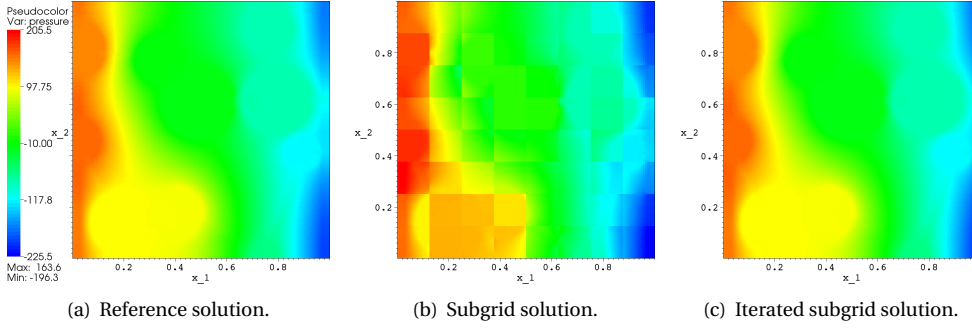 Pseudocolor
Var: pressure
205.5
97.75
-10.00
-117.8
-225.5
Max: 163.6
Min: -196.3
x_2
0.2 0.4 0.6 0.8
x_1
0.8
0.6
x_2
0.4
0.2
0.2 0.4 0.6 0.8
x_1
0.8
0.6
x_2
0.4
0.2
0.2 0.4 0.6 0.8
x_1
(a) Reference solution.
(b) Subgrid solution.
(c) Iterated subgrid solution.